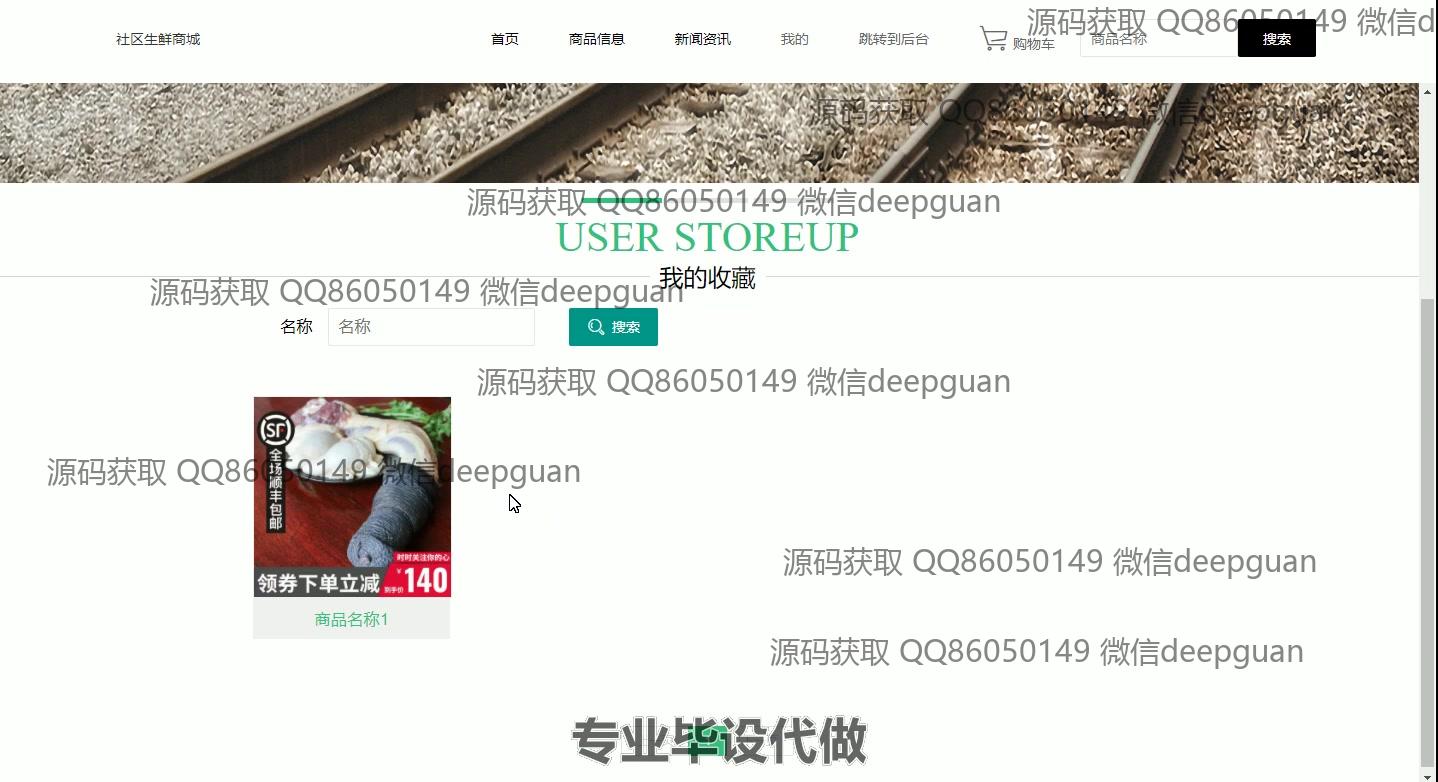 社区生鲜商城 首页 商品信息 新闻资讯 我的 跳转到后台 购物车 商品名称 搜索
源码获取 QQ86050149 微信d
源码获取 QQ86050149 微信deepguan
源码获取 QQ86050149 微信deepguan
USER STOREUP
我的收藏
源码获取 QQ86050149 微信deepguan
名称 名称 搜索
源码获取 QQ86050149 微信deepguan
SF
全场顺丰包邮
源码获取 QQ86050149 微信deepguan
时时关注你的心
领券下单立减 到手价 ¥140
商品名称1
源码获取 QQ86050149 微信deepguan
源码获取 QQ86050149 微信deepguan
专业毕设代做